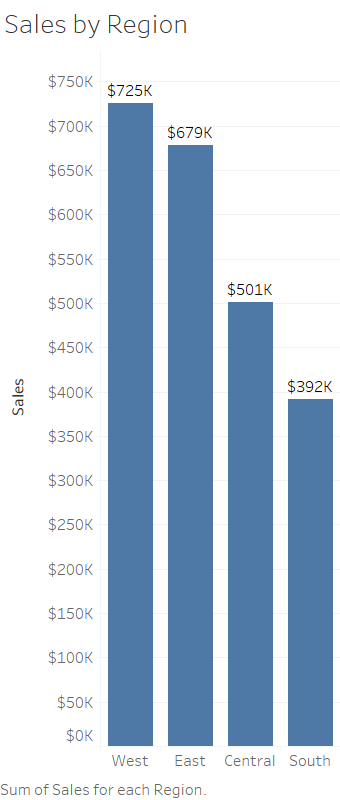 Sales by Region
$750K
$725K
$700K
$679K
$650K
$600K
$550K
$501K
$500K
$450K
$400K
$392K
$350K
$300K
$250K
$200K
$150K
$100K
$50K
$0K
Sales
West East Central South
Sum of Sales for each Region.